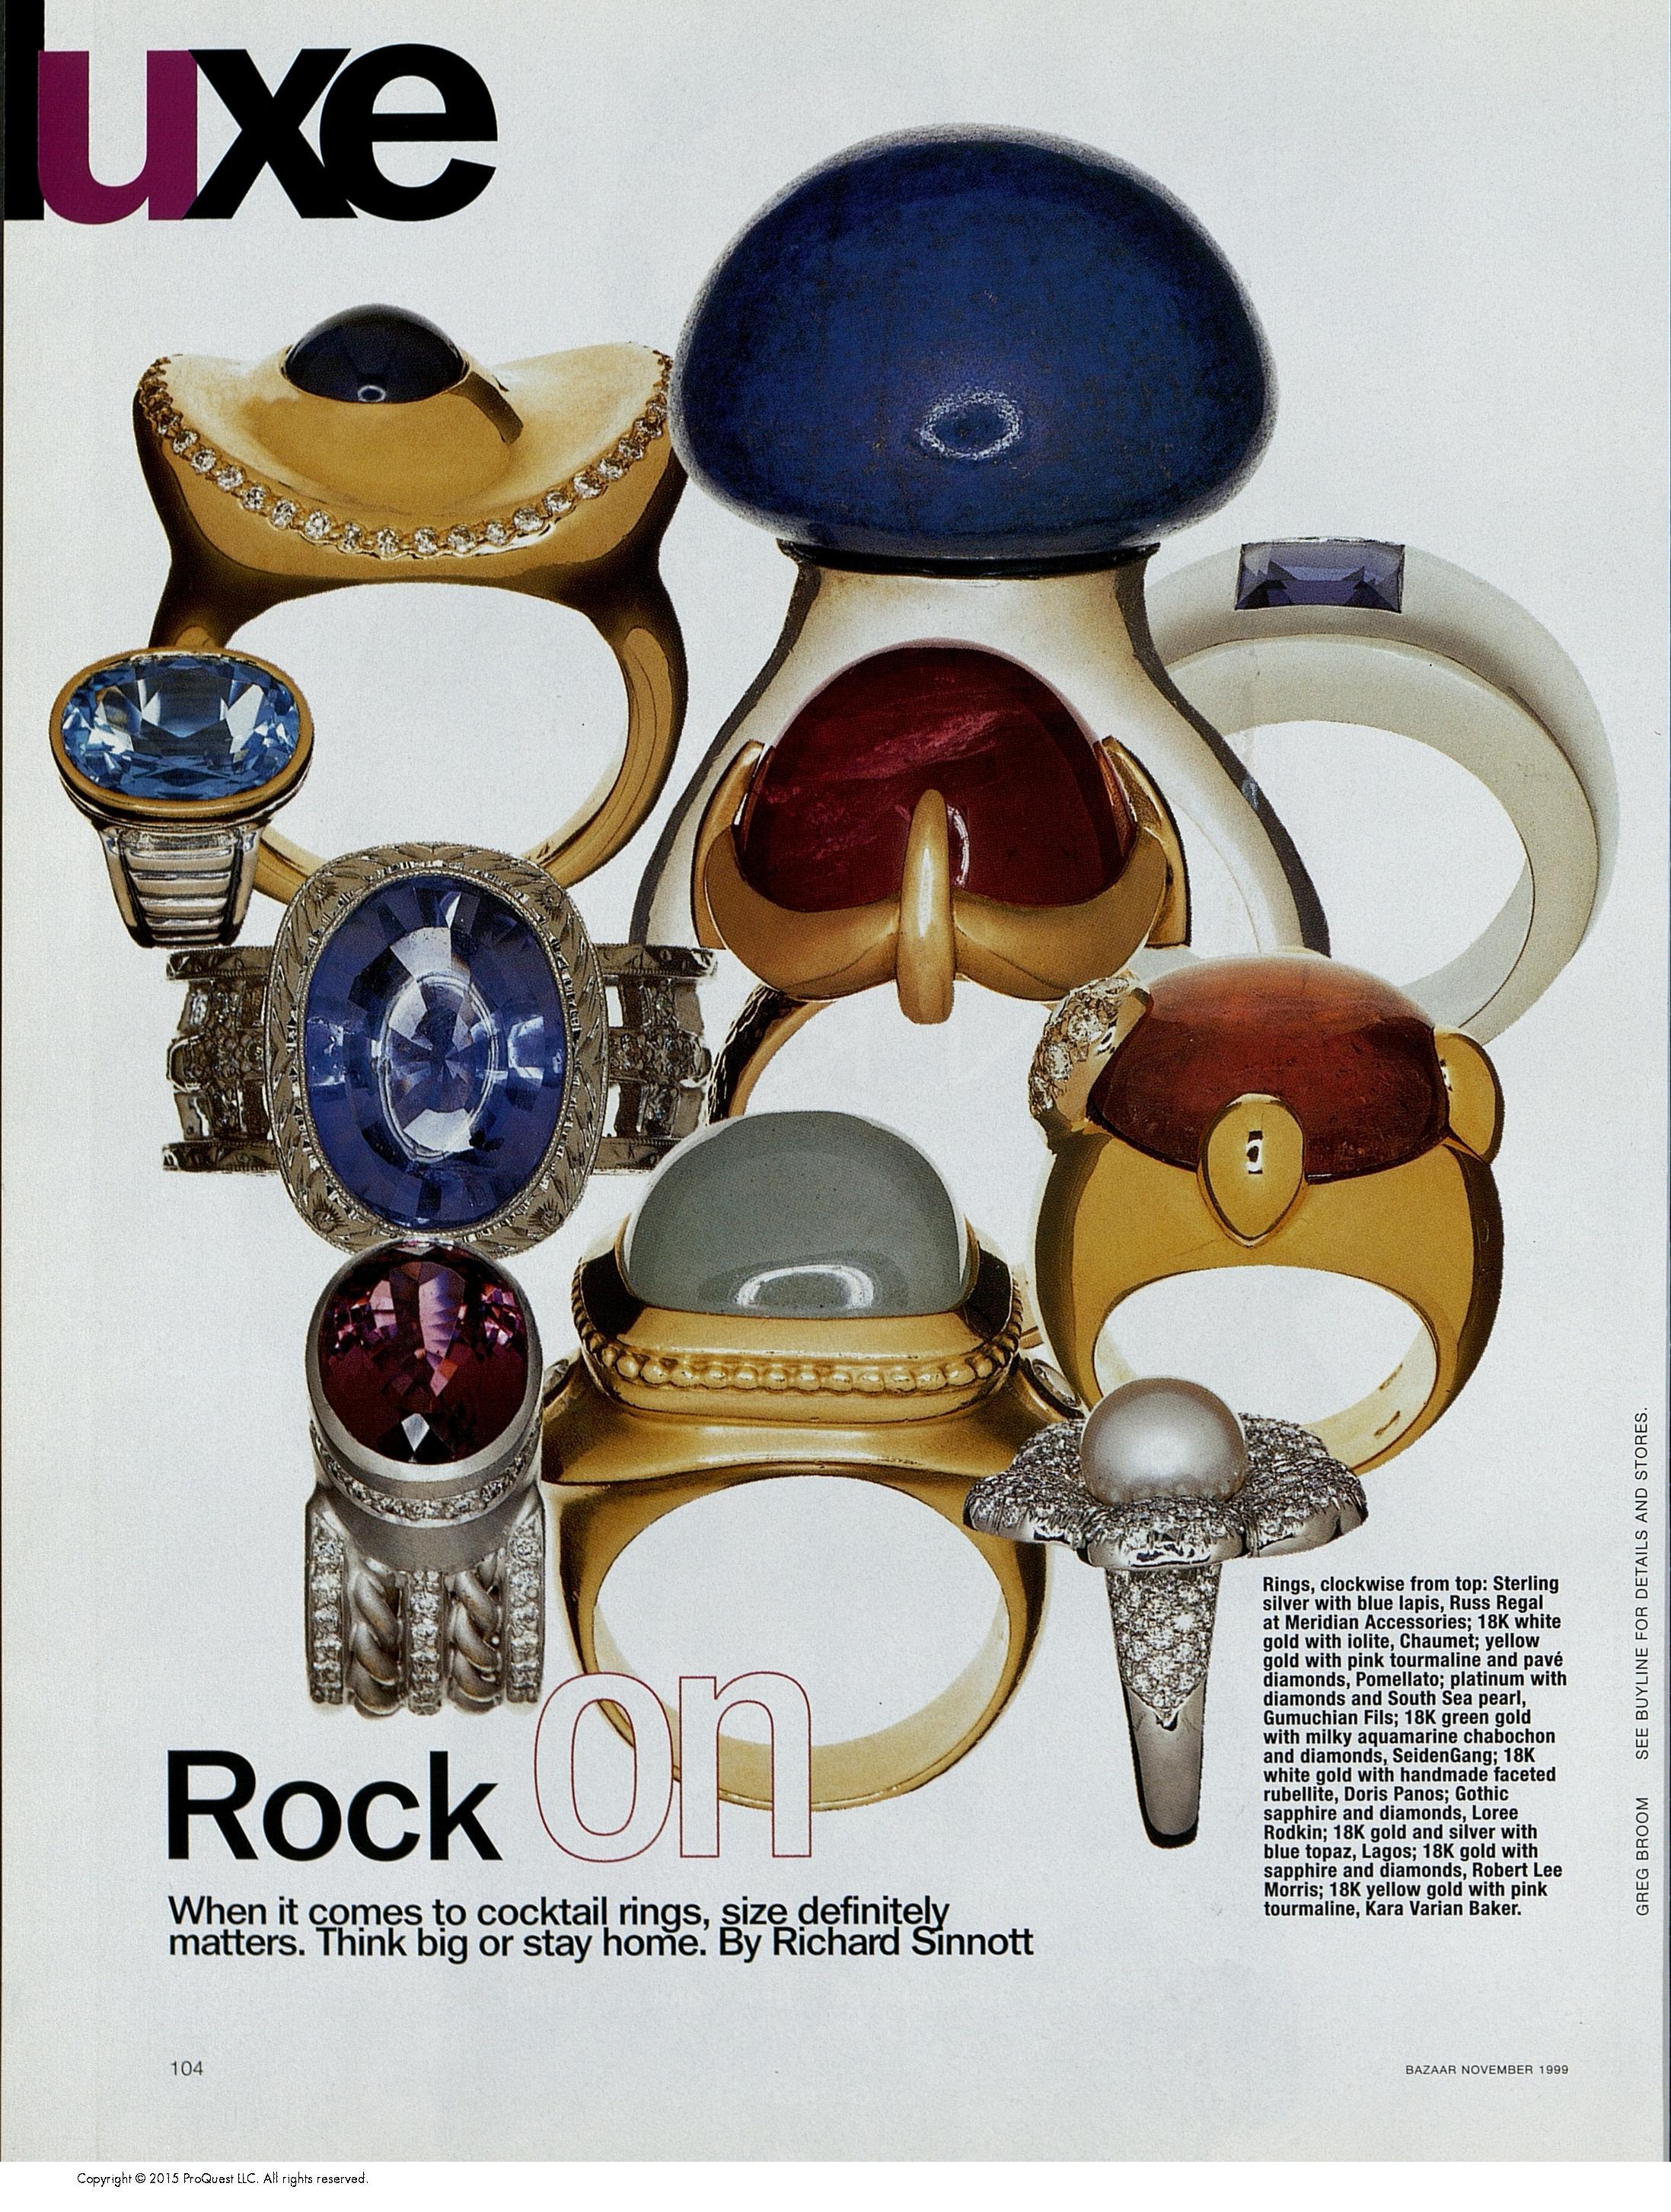 luxe
Rock on
When it comes to cocktail rings, size definitely
matters. Think big or stay home. By Richard Sinnott
Rings, clockwise from top: Sterling
silver with blue lapis, Russ Regal
at Meridian Accessories; 18K white
gold with iolite, Chaumet; yellow
gold with pink tourmaline and pavé
diamonds, Pomellato; platinum with
diamonds and South Sea pearl,
Gumuchian Fils; 18K green gold
with milky aquamarine chabochon
and diamonds, SeidenGang; 18K
white gold with handmade faceted
rubellite, Doris Panos; Gothic
sapphire and diamonds, Loree
Rodkin; 18K gold and silver with
blue topaz, Lagos; 18K gold with
sapphire and diamonds, Robert Lee
Morris; 18K yellow gold with pink
tourmaline, Kara Varian Baker.
GREG BROOM SEE BUYLINE FOR DETAILS AND STORES.
104
BAZAAR NOVEMBER 1999
Copyright © 2015 ProQuest LLC. All rights reserved.